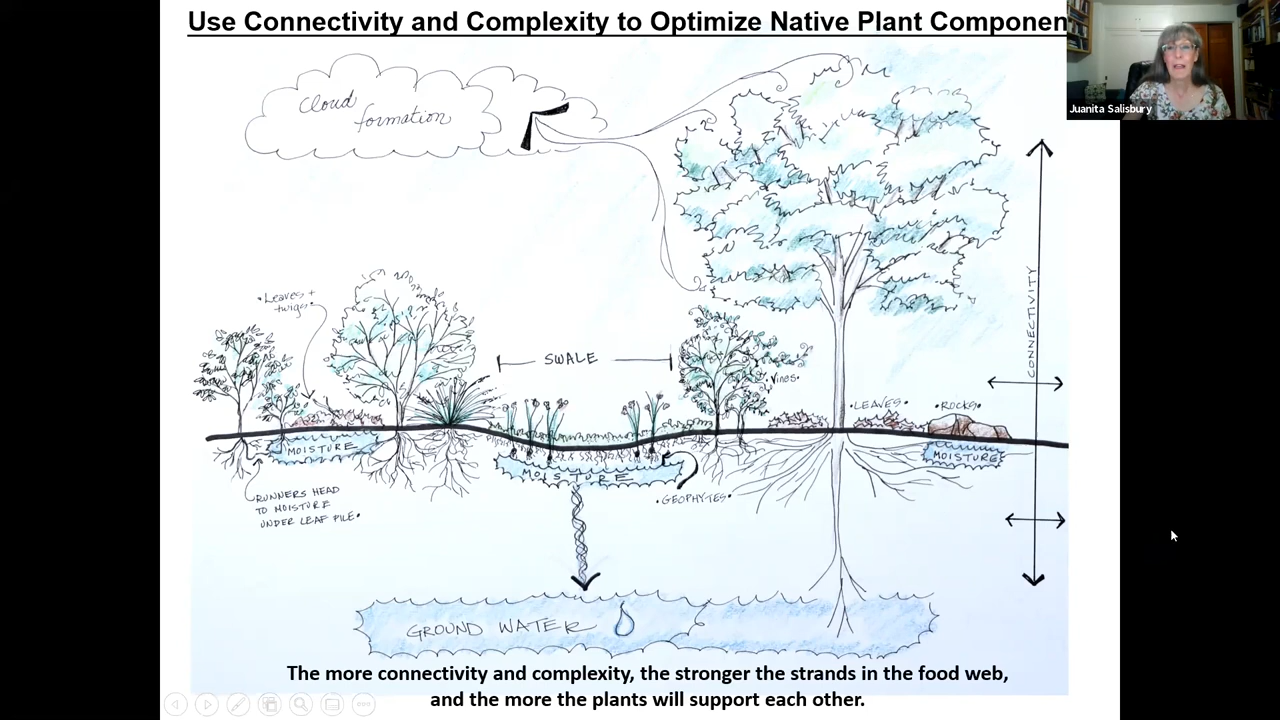 Use Connectivity and Complexity to Optimize Native Plant Componen
Juanita Salisbury
Cloud
formation
Leaves +
twigs.
SWALE
CONNECTIVITY
Vines.
LEAVES.
ROCKS.
MOISTURE
MOISTURE
MOISTURE
RUNNERS HEAD
TO MOISTURE
UNDER LEAF PILE.
GEOPHYTES.
GROUND WATER
The more connectivity and complexity, the stronger the strands in the food web,
and the more the plants will support each other.